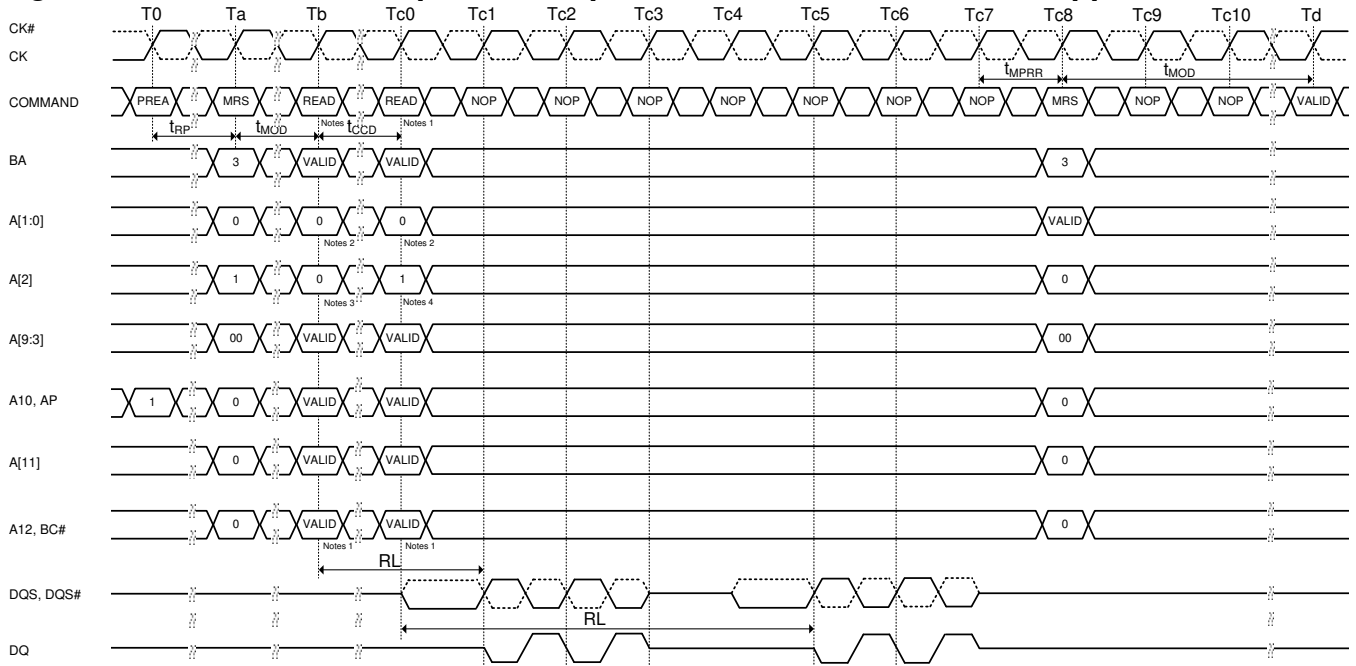 T0 Ta Tb Tc0 Tc1 Tc2 Tc3 Tc4 Tc5 Tc6 Tc7 Tc8 Tc9 Tc10 Td
CK#
CK
tMPRR tMOD
COMMAND PREA MRS READ READ NOP NOP NOP NOP NOP NOP NOP MRS NOP NOP VALID
Notes Notes 1
tRP tMOD tCCD
BA 3 VALID VALID 3
A[1:0] 0 0 0 VALID
Notes 2 Notes 2
A[2] 1 0 1 0
Notes 3 Notes 4
A[9:3] 00 VALID VALID 00
A10, AP 1 0 VALID VALID 0
A[11] 0 VALID VALID 0
A12, BC# 0 VALID VALID 0
Notes 1 Notes 1
RL
DQS, DQS#
RL
DQ